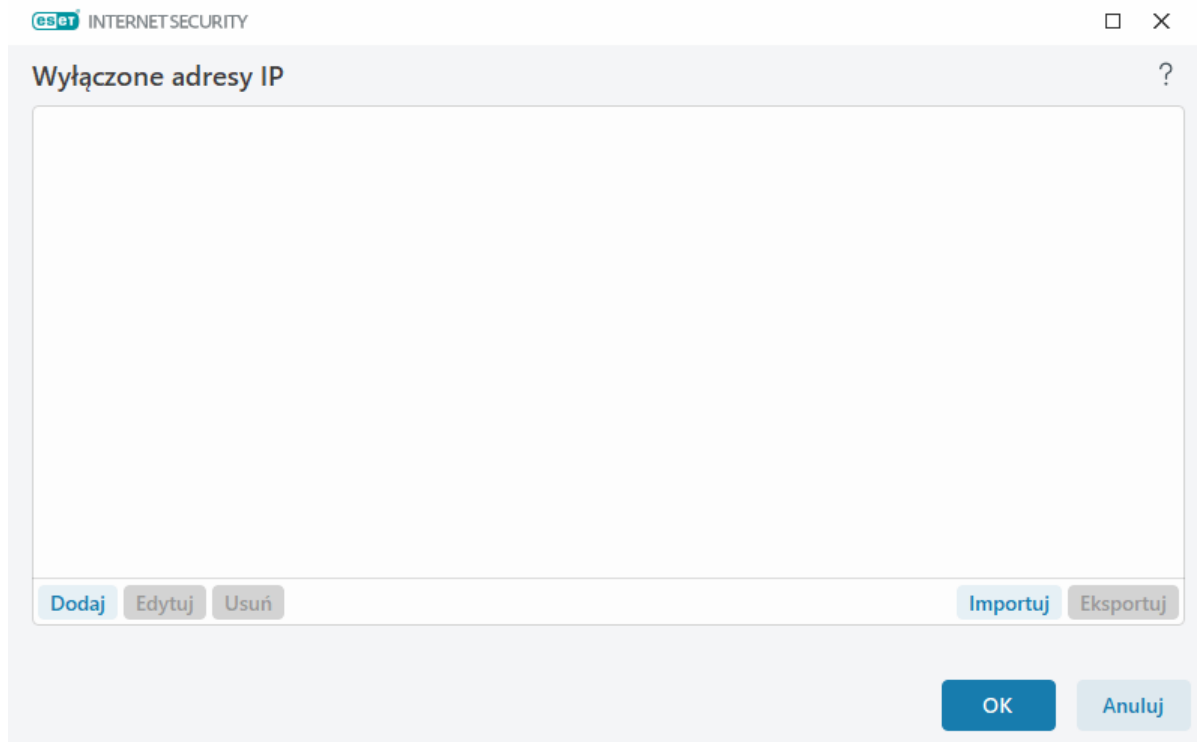 eset INTERNET SECURITY
Wyłączone adresy IP ?
Dodaj Edytuj Usuń Importuj Eksportuj
OK Anuluj